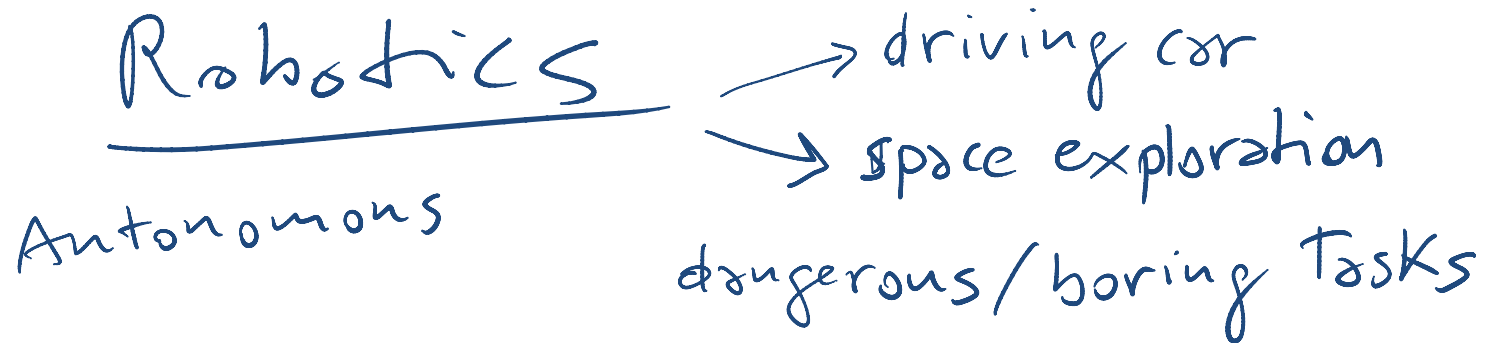 Robotics
Autonomous
→ driving car
→ space exploration
dangerous/boring Tasks